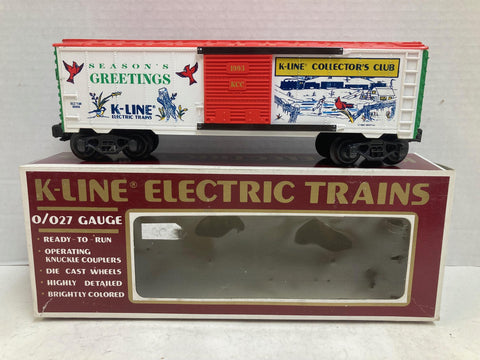 SEASON'S
GREETINGS
K-LINE®
ELECTRIC TRAINS
1993
KCC
K-LINE COLLECTOR'S CLUB
K-LINE® ELECTRIC TRAINS
O/027 GAUGE
· READY-TO-RUN
· OPERATING
KNUCKLE COUPLERS
· DIE CAST WHEELS
· HIGHLY DETAILED
· BRIGHTLY COLORED